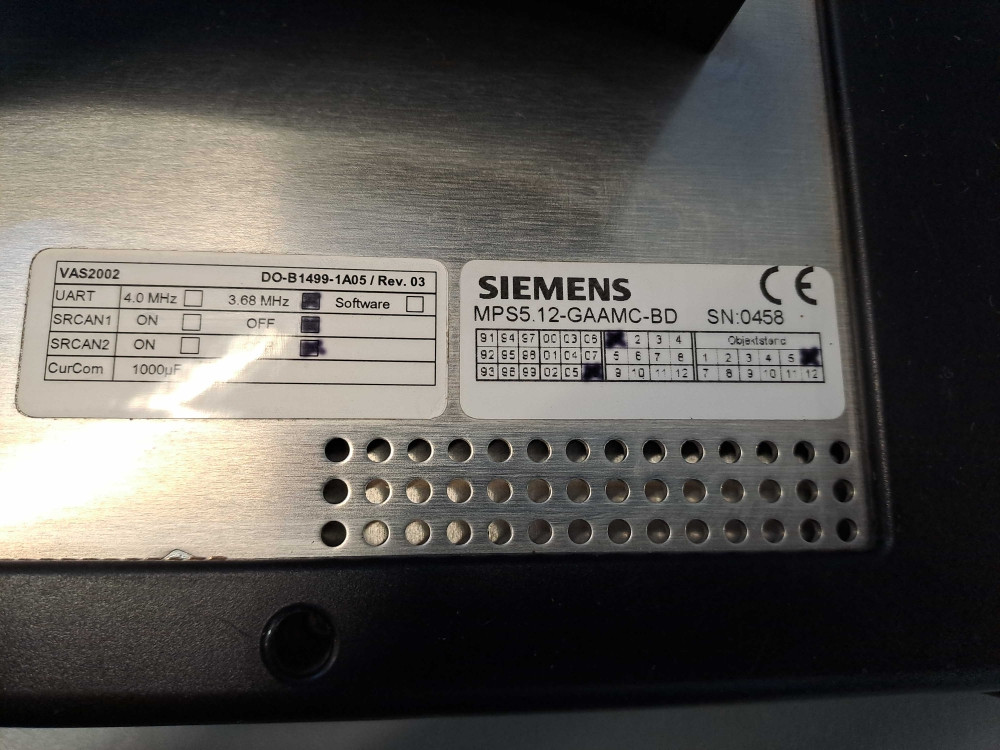 VAS2002 DO-B1499-1A05 / Rev. 03
UART 4.0 MHz 3.68 MHz Software
SRCAN1 ON OFF
SRCAN2 ON
CurCom 1000µF
SIEMENS CE
MPS5.12-GAAMC-BD SN:0458
91 94 97 00 03 06 2 3 4 Objektstand
92 95 98 01 04 07 5 6 7 8 1 2 3 4 5
93 96 99 02 05 9 10 11 12 7 8 9 10 11 12